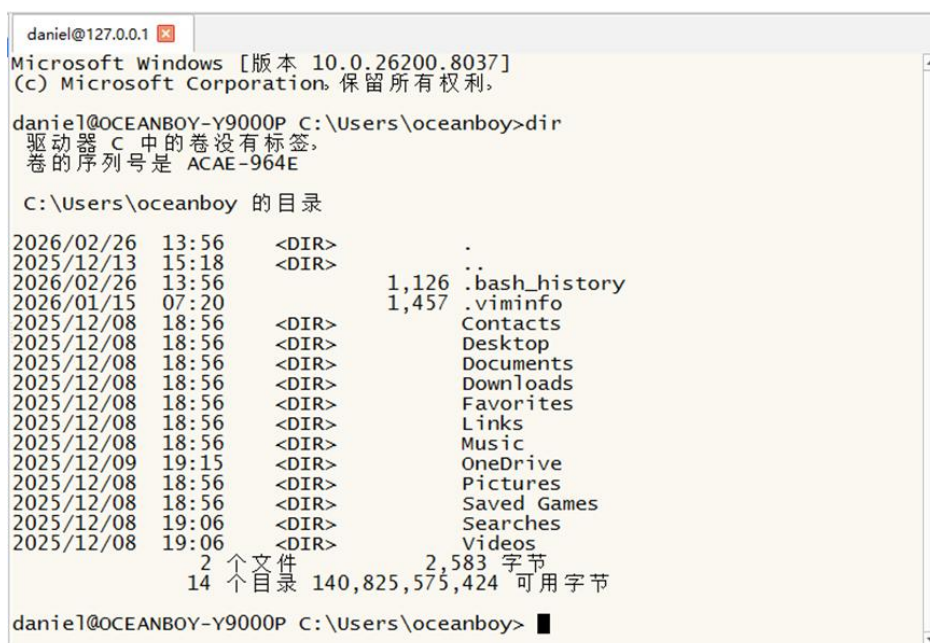 daniel@127.0.0.1
Microsoft Windows [版本 10.0.26200.8037]
(c) Microsoft Corporation。保留所有权利。
daniel@OCEANBOY-Y9000P C:\Users\oceanboy>dir
驱动器 C 中的卷没有标签。
卷的序列号是 ACAE-964E
C:\Users\oceanboy 的目录
2026/02/26  13:56    <DIR>          .
2025/12/13  15:18    <DIR>          ..
2026/02/26  13:56             1,126 .bash_history
2026/01/15  07:20             1,457 .viminfo
2025/12/08  18:56    <DIR>          Contacts
2025/12/08  18:56    <DIR>          Desktop
2025/12/08  18:56    <DIR>          Documents
2025/12/08  18:56    <DIR>          Downloads
2025/12/08  18:56    <DIR>          Favorites
2025/12/08  18:56    <DIR>          Links
2025/12/08  18:56    <DIR>          Music
2025/12/09  19:15    <DIR>          OneDrive
2025/12/08  18:56    <DIR>          Pictures
2025/12/08  18:56    <DIR>          Saved Games
2025/12/08  19:06    <DIR>          Searches
2025/12/08  19:06    <DIR>          Videos
2 个文件          2,583 字节
14 个目录 140,825,575,424 可用字节
daniel@OCEANBOY-Y9000P C:\Users\oceanboy>